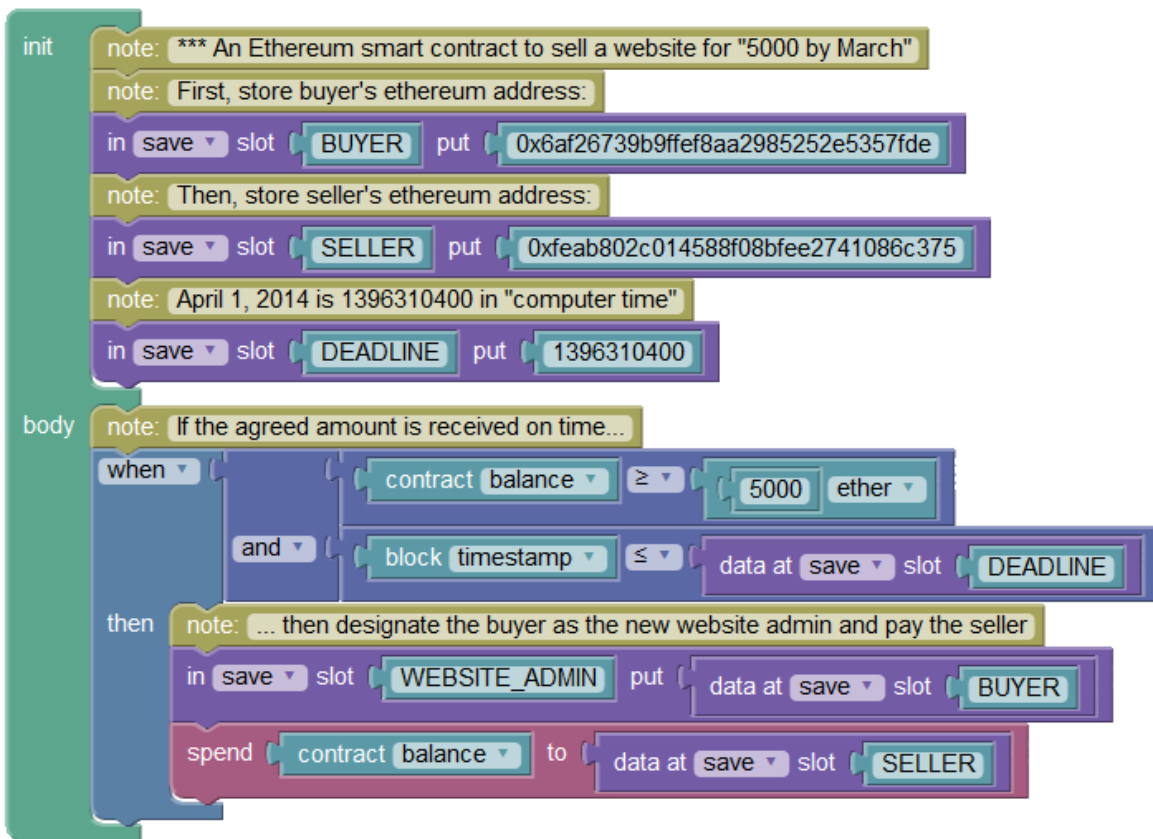 init note: *** An Ethereum smart contract to sell a website for "5000 by March"
note: First, store buyer's ethereum address:
in save slot BUYER put 0x6af26739b9ffef8aa2985252e5357fde
note: Then, store seller's ethereum address:
in save slot SELLER put 0xfeab802c014588f08bfee2741086c375
note: April 1, 2014 is 1396310400 in "computer time"
in save slot DEADLINE put 1396310400
body note: If the agreed amount is received on time...
when contract balance ≥ 5000 ether
and block timestamp ≤ data at save slot DEADLINE
then note: ... then designate the buyer as the new website admin and pay the seller
in save slot WEBSITE_ADMIN put data at save slot BUYER
spend contract balance to data at save slot SELLER